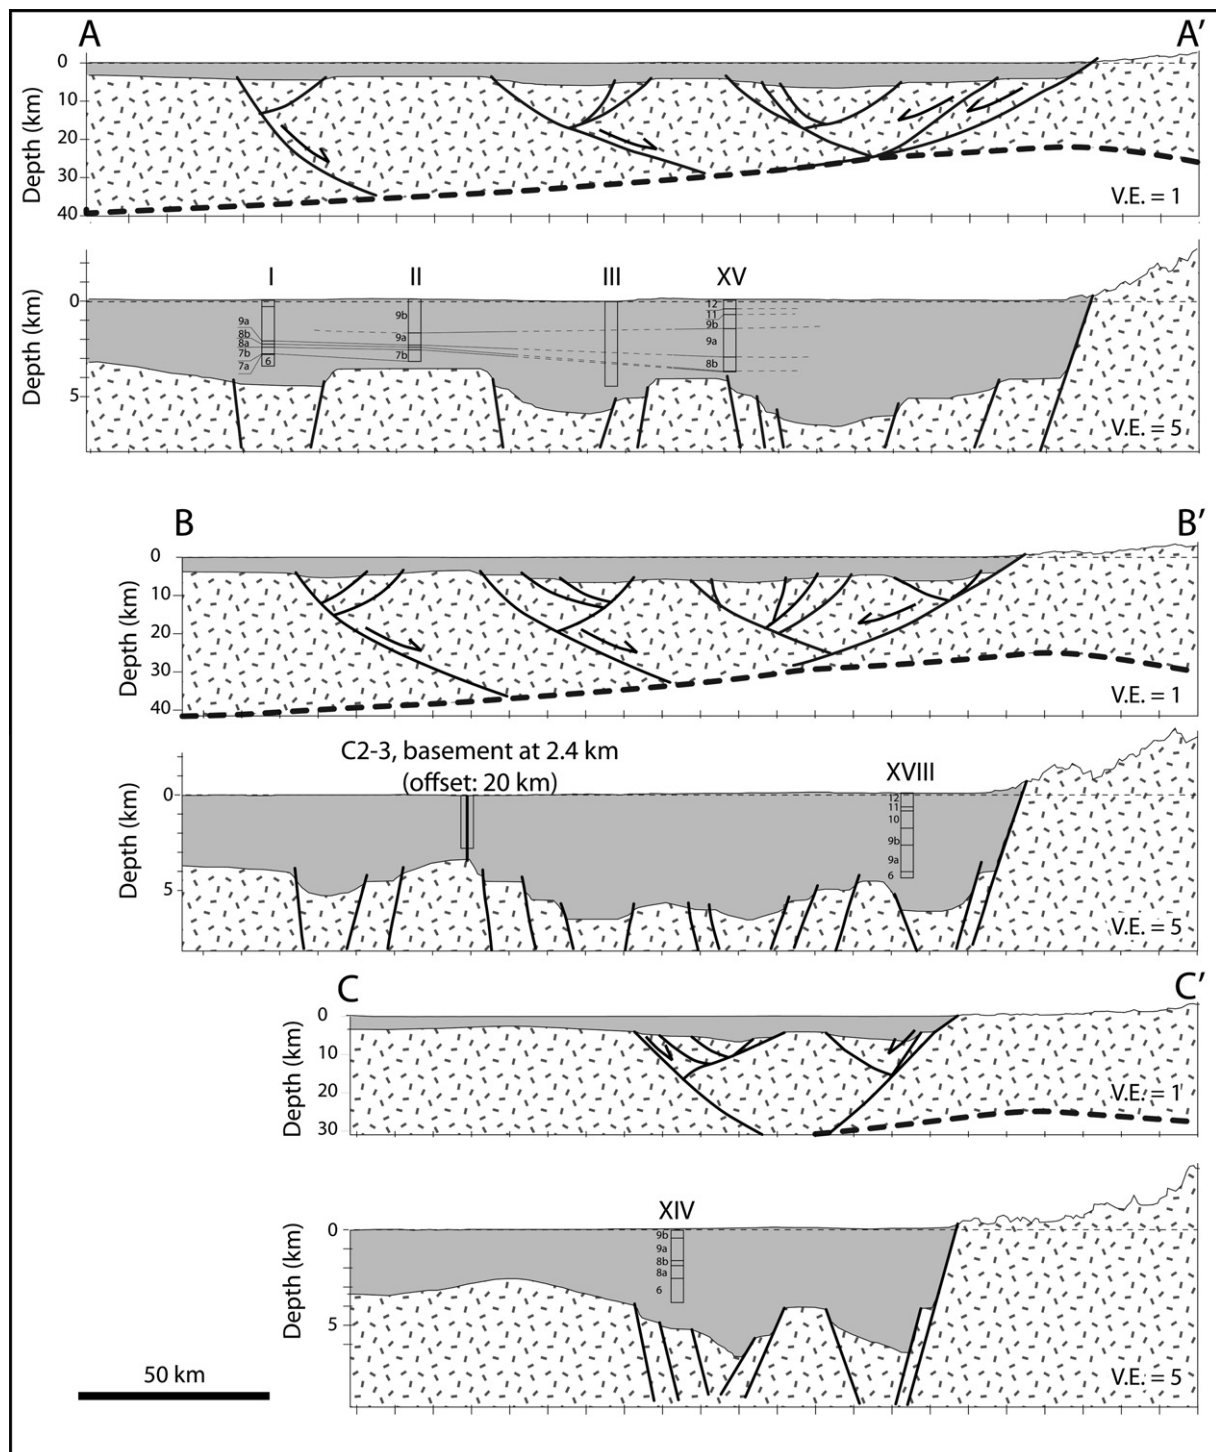 A A’
0
10
20
30
40
Depth (km)
V.E. = 1
I II III XV
0
5
Depth (km)
9a
8b
8a
7b
7a
6
9b
9a
7b
12
11
9b
9a
8b
V.E. = 5
B B’
0
10
20
30
40
Depth (km)
V.E. = 1
C2-3, basement at 2.4 km
(offset: 20 km)
XVIII
0
5
Depth (km)
12
11
10
9b
9a
6
V.E. = 5
C C’
0
10
20
30
Depth (km)
V.E. = 1
XIV
0
5
Depth (km)
9b
9a
8b
8a
6
V.E. = 5
50 km